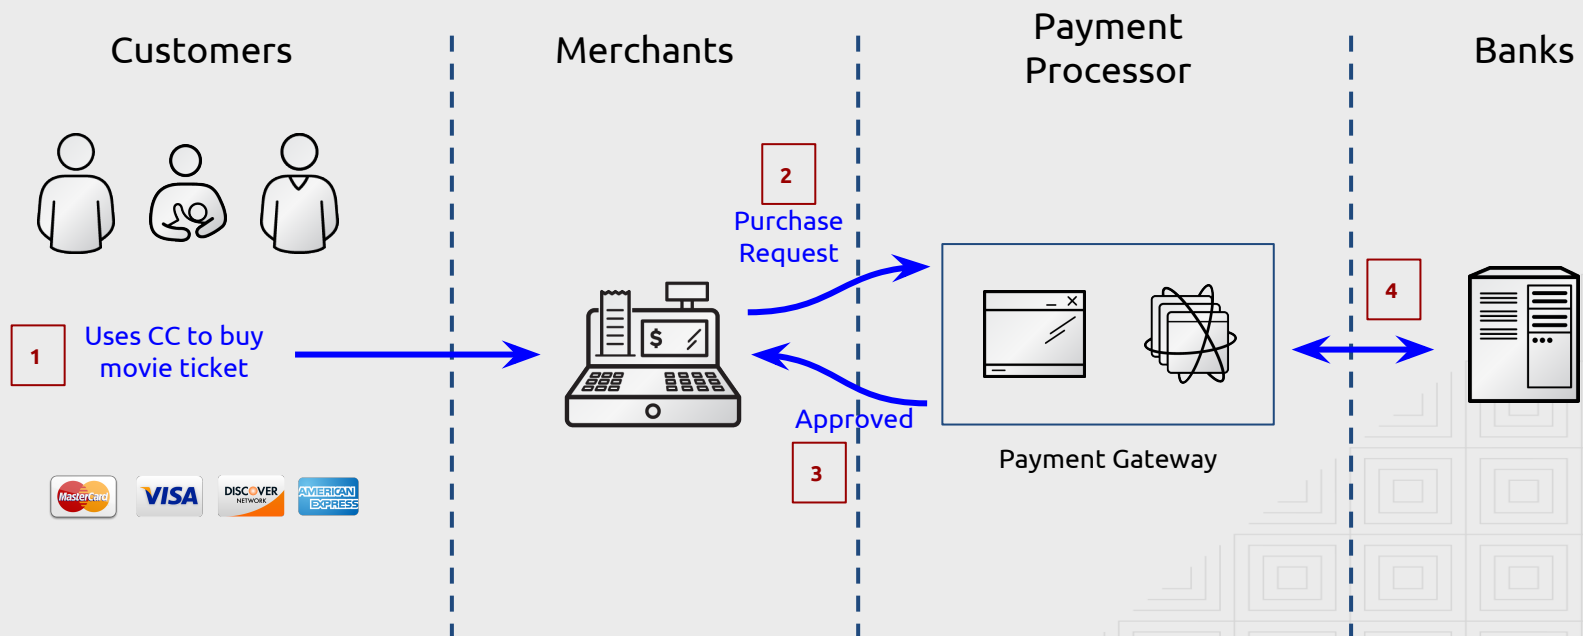 Customers
Merchants
Payment
Processor
Banks
2
Purchase
Request
4
1
Uses CC to buy
movie ticket
$
Approved
3
Payment Gateway
MasterCard
VISA
DISCOVER
NETWORK
AMERICAN
EXPRESS